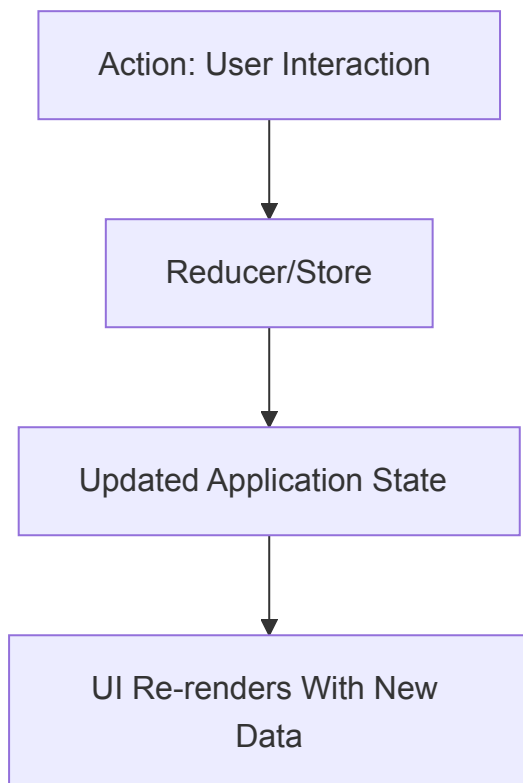 Action: User Interaction
Reducer/Store
Updated Application State
UI Re-renders With New
Data